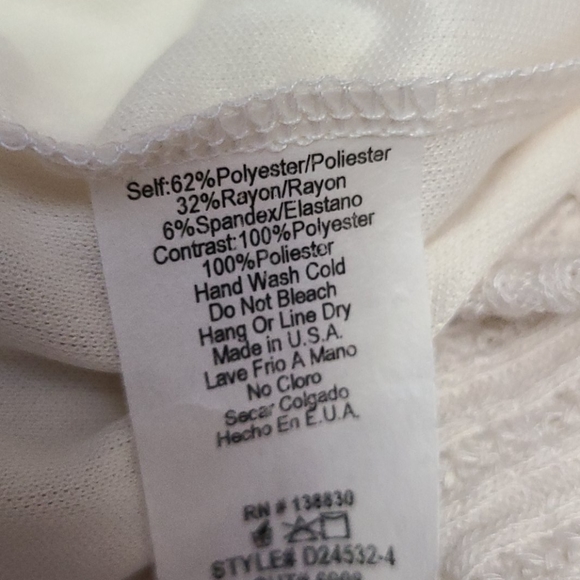 Self:62%Polyester/Poliester
32%Rayon/Rayon
6%Spandex/Elastano
Contrast:100%Polyester
100%Poliester
Hand Wash Cold
Do Not Bleach
Hang Or Line Dry
Made in U.S.A.
Lave Frio A Mano
No Cloro
Secar Colgado
Hecho En E.U.A.
RN # 138830
STYLE# D24532-4